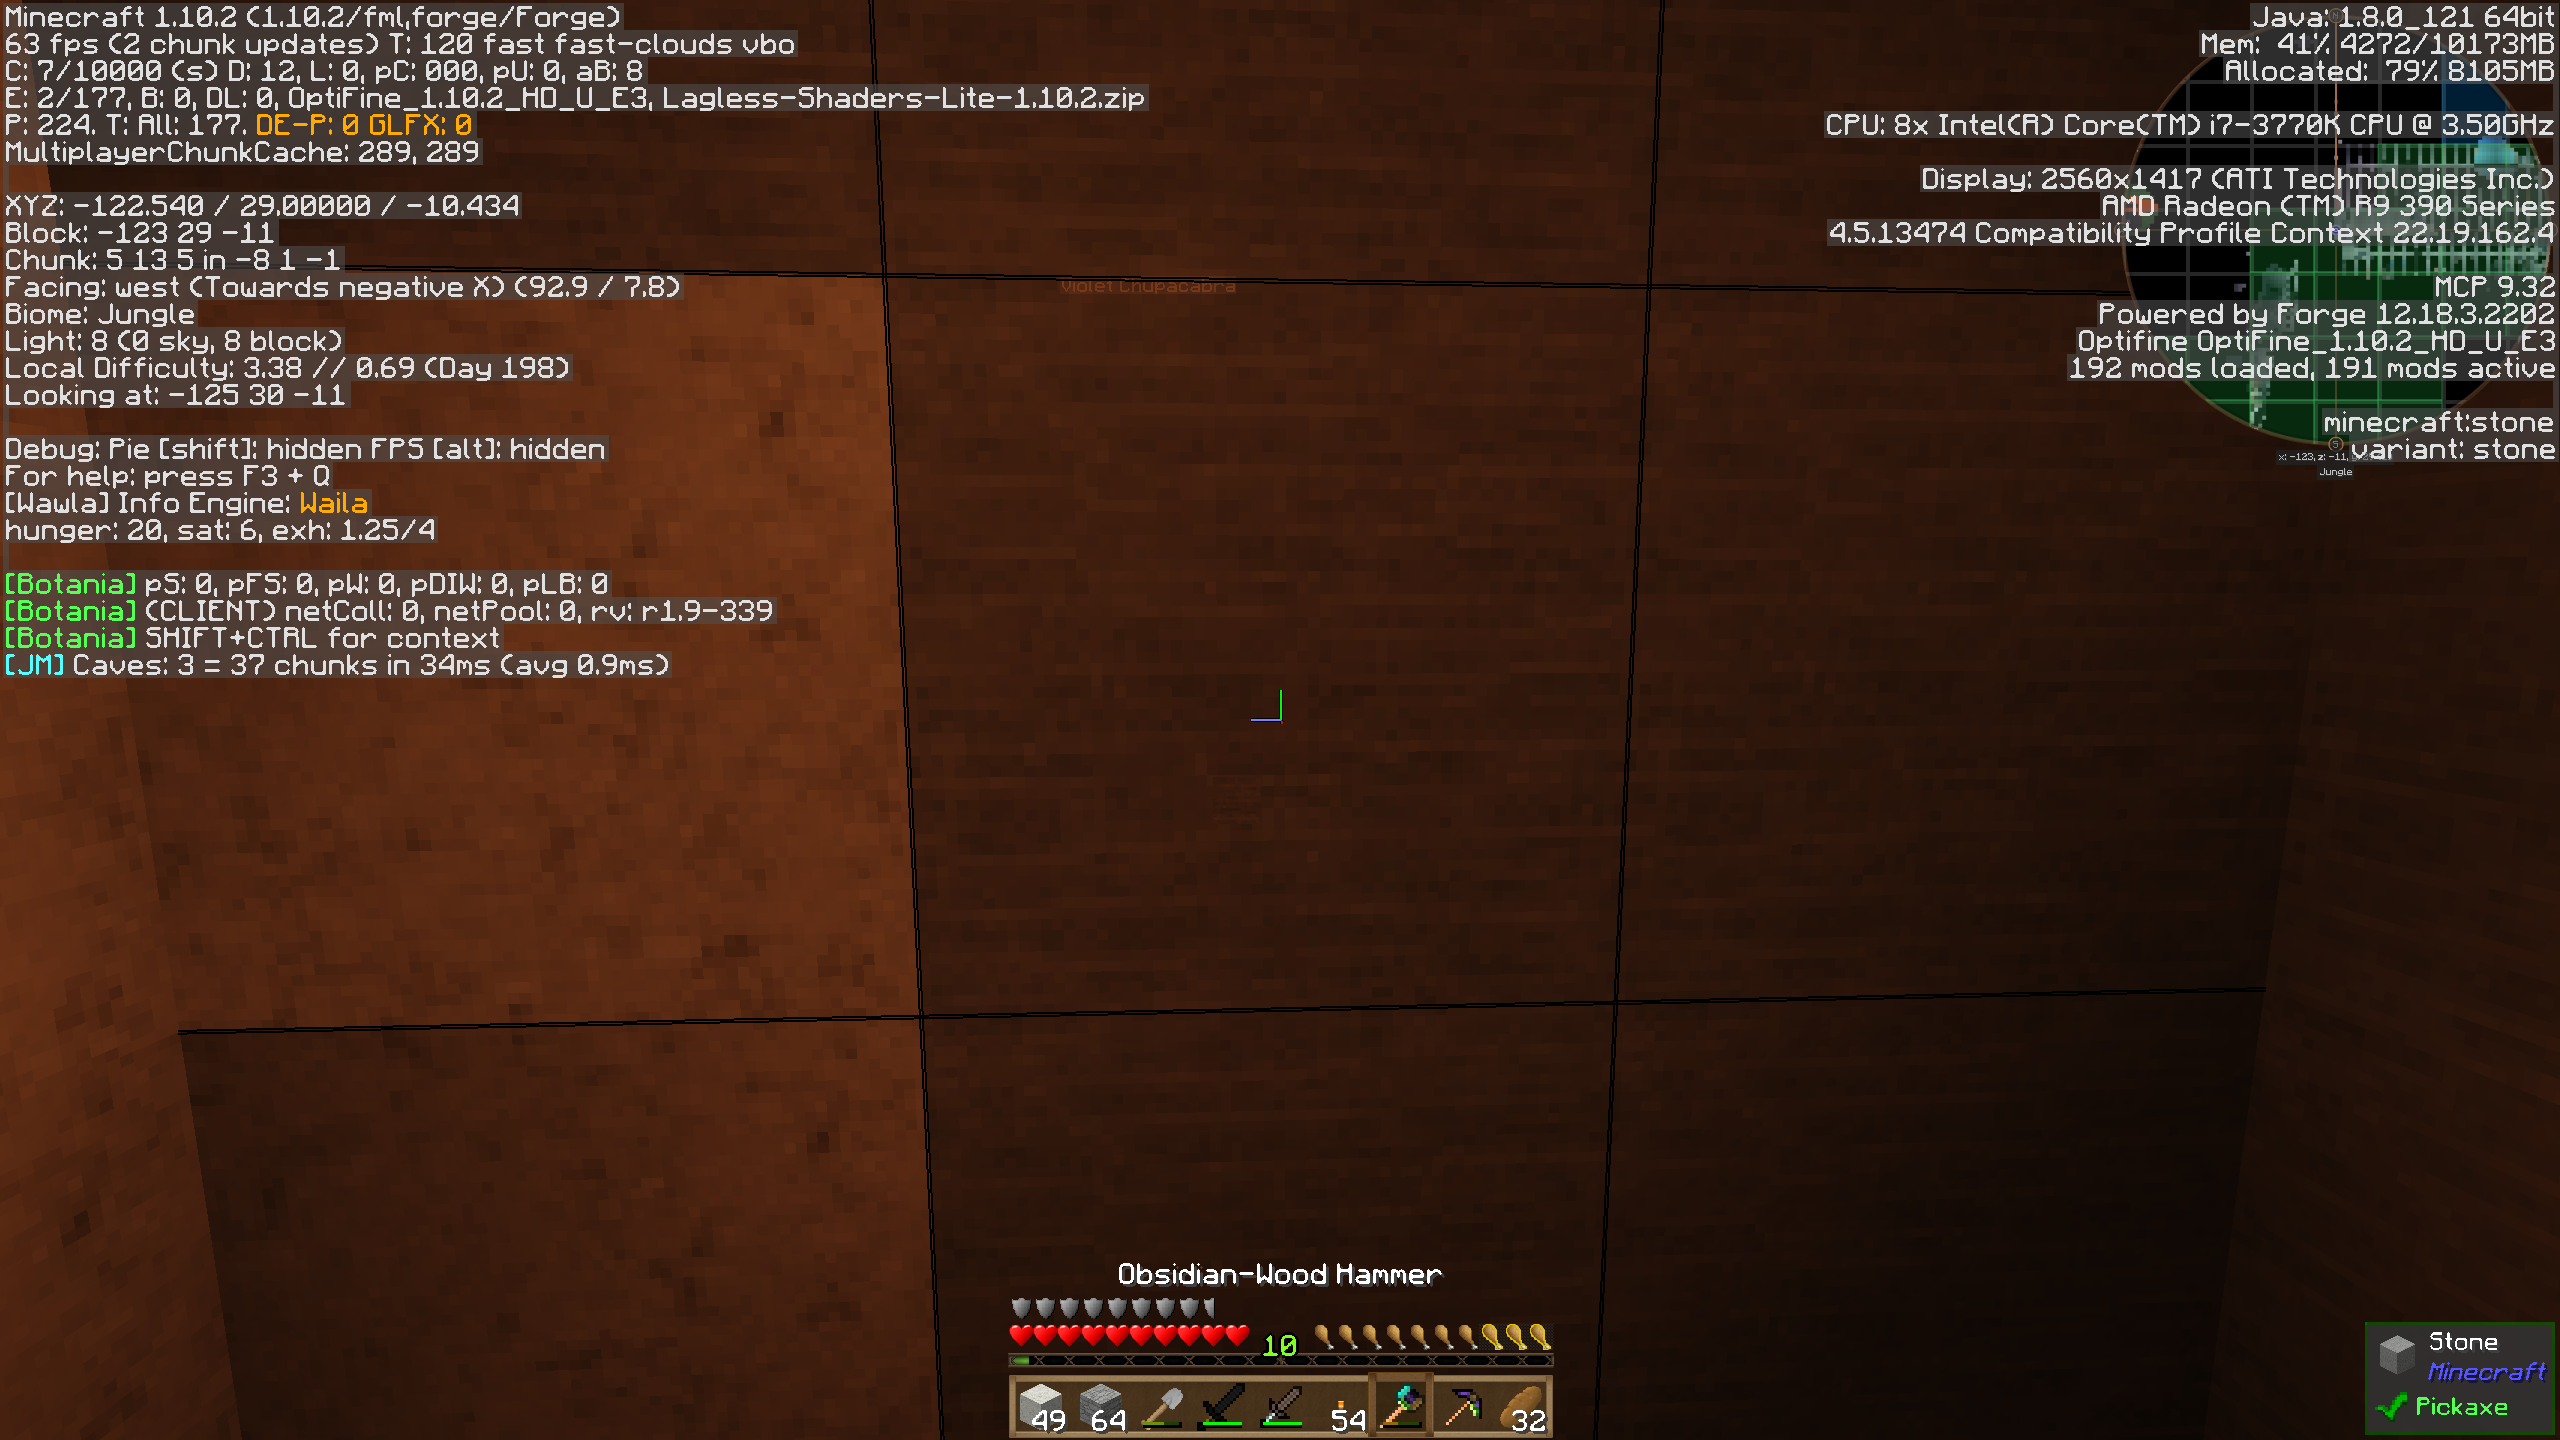 Minecraft 1.10.2 (1.10.2/fml,forge/Forge)
63 fps (2 chunk updates) T: 120 fast fast-clouds vbo
C: 7/10000 (s) D: 12, L: 0, pC: 000, pU: 0, aB: 8
E: 2/177, B: 0, DL: 0, OptiFine_1.10.2_HD_U_E3, Lagless-Shaders-Lite-1.10.2.zip
P: 224. T: All: 177. DE-P: 0 GLFX: 0
MultiplayerChunkCache: 289, 289
XYZ: -122.540 / 29.00000 / -10.434
Block: -123 29 -11
Chunk: 5 13 5 in -8 1 -1
Facing: west (Towards negative X) (92.9 / 7.8)
Biome: Jungle
Light: 8 (0 sky, 8 block)
Local Difficulty: 3.38 // 0.69 (Day 198)
Looking at: -125 30 -11
Debug: Pie [shift]: hidden FPS [alt]: hidden
For help: press F3 + Q
[Wawla] Info Engine: Waila
hunger: 20, sat: 6, exh: 1.25/4
[Botania] pS: 0, pFS: 0, pW: 0, pDIW: 0, pLB: 0
[Botania] (CLIENT) netColl: 0, netPool: 0, rv: r1.9-339
[Botania] SHIFT+CTRL for context
[JM] Caves: 3 = 37 chunks in 34ms (avg 0.9ms)
Violet Chupacabra
Java: 1.8.0_121 64bit
Mem: 41% 4272/10173MB
Allocated: 79% 8105MB
CPU: 8x Intel(R) Core(TM) i7-3770K CPU @ 3.50GHz
Display: 2560x1417 (ATI Technologies Inc.)
AMD Radeon (TM) R9 390 Series
4.5.13474 Compatibility Profile Context 22.19.162.4
MCP 9.32
Powered by Forge 12.18.3.2202
Optifine OptiFine_1.10.2_HD_U_E3
192 mods loaded, 191 mods active
minecraft:stone
variant: stone
x: -123, z: -11,
Jungle
Obsidian-Wood Hammer
10
49 64 54 32
Stone
Minecraft
Pickaxe